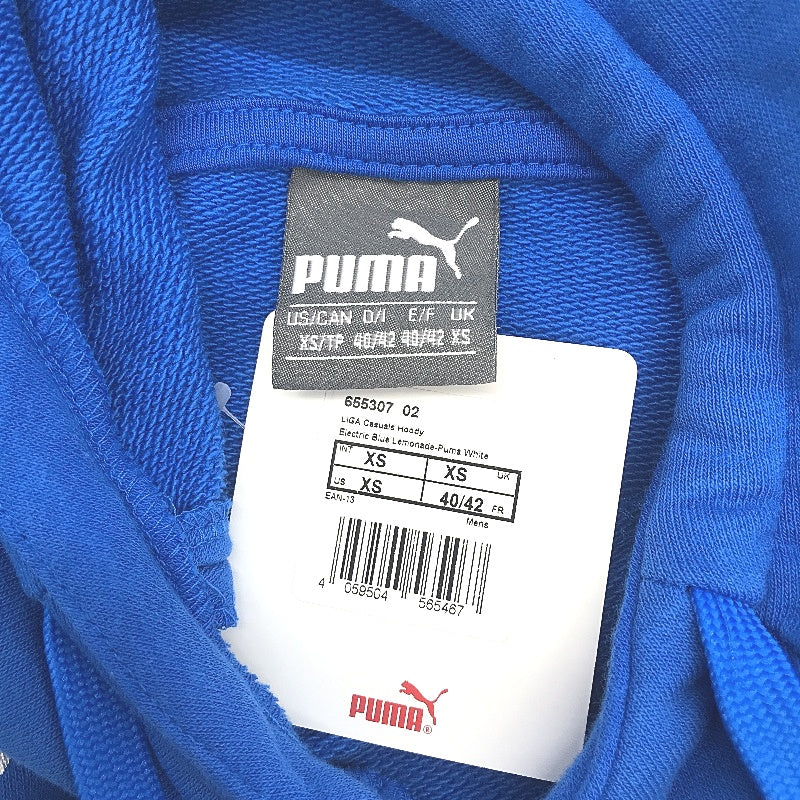 PUMA
US/CAN D/I E/F UK
XS/TP 40/42 40/42 XS
655307 02
LIGA Casuals Hoody
Electric Blue Lemonade-Puma White
INT XS XS UK
US XS 40/42 FR
EAN-13 Mens
4 059504 565467
PUMA®